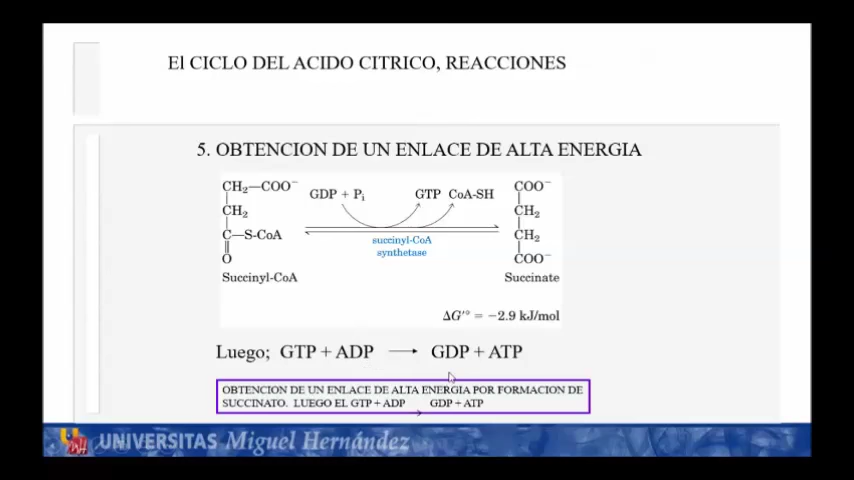 El CICLO DEL ACIDO CITRICO, REACCIONES
5. OBTENCION DE UN ENLACE DE ALTA ENERGIA
CH₂—COO⁻
CH₂
C—S-CoA
O
Succinyl-CoA
GDP + Pᵢ GTP CoA-SH
succinyl-CoA
synthetase
COO⁻
CH₂
CH₂
COO⁻
Succinate
ΔG′° = −2.9 kJ/mol
Luego; GTP + ADP → GDP + ATP
OBTENCION DE UN ENLACE DE ALTA ENERGIA POR FORMACION DE
SUCCINATO. LUEGO EL GTP + ADP → GDP + ATP
UNIVERSITAS Miguel Hernández